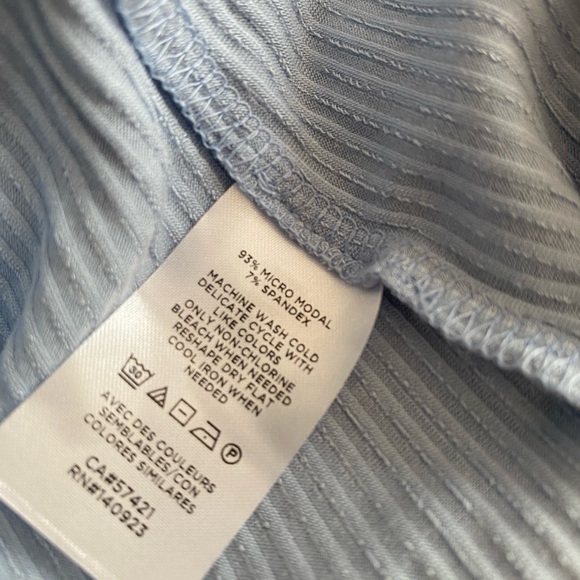 93% MICRO MODAL
7% SPANDEX
MACHINE WASH COLD
DELICATE CYCLE WITH
LIKE COLORS
ONLY NON-CHLORINE
BLEACH WHEN NEEDED
RESHAPE DRY FLAT
COOL IRON WHEN
NEEDED
30
P
AVEC DES COULEURS
SEMBLABLES/CON
COLORES SIMILARES
CA#57421
RN#140923